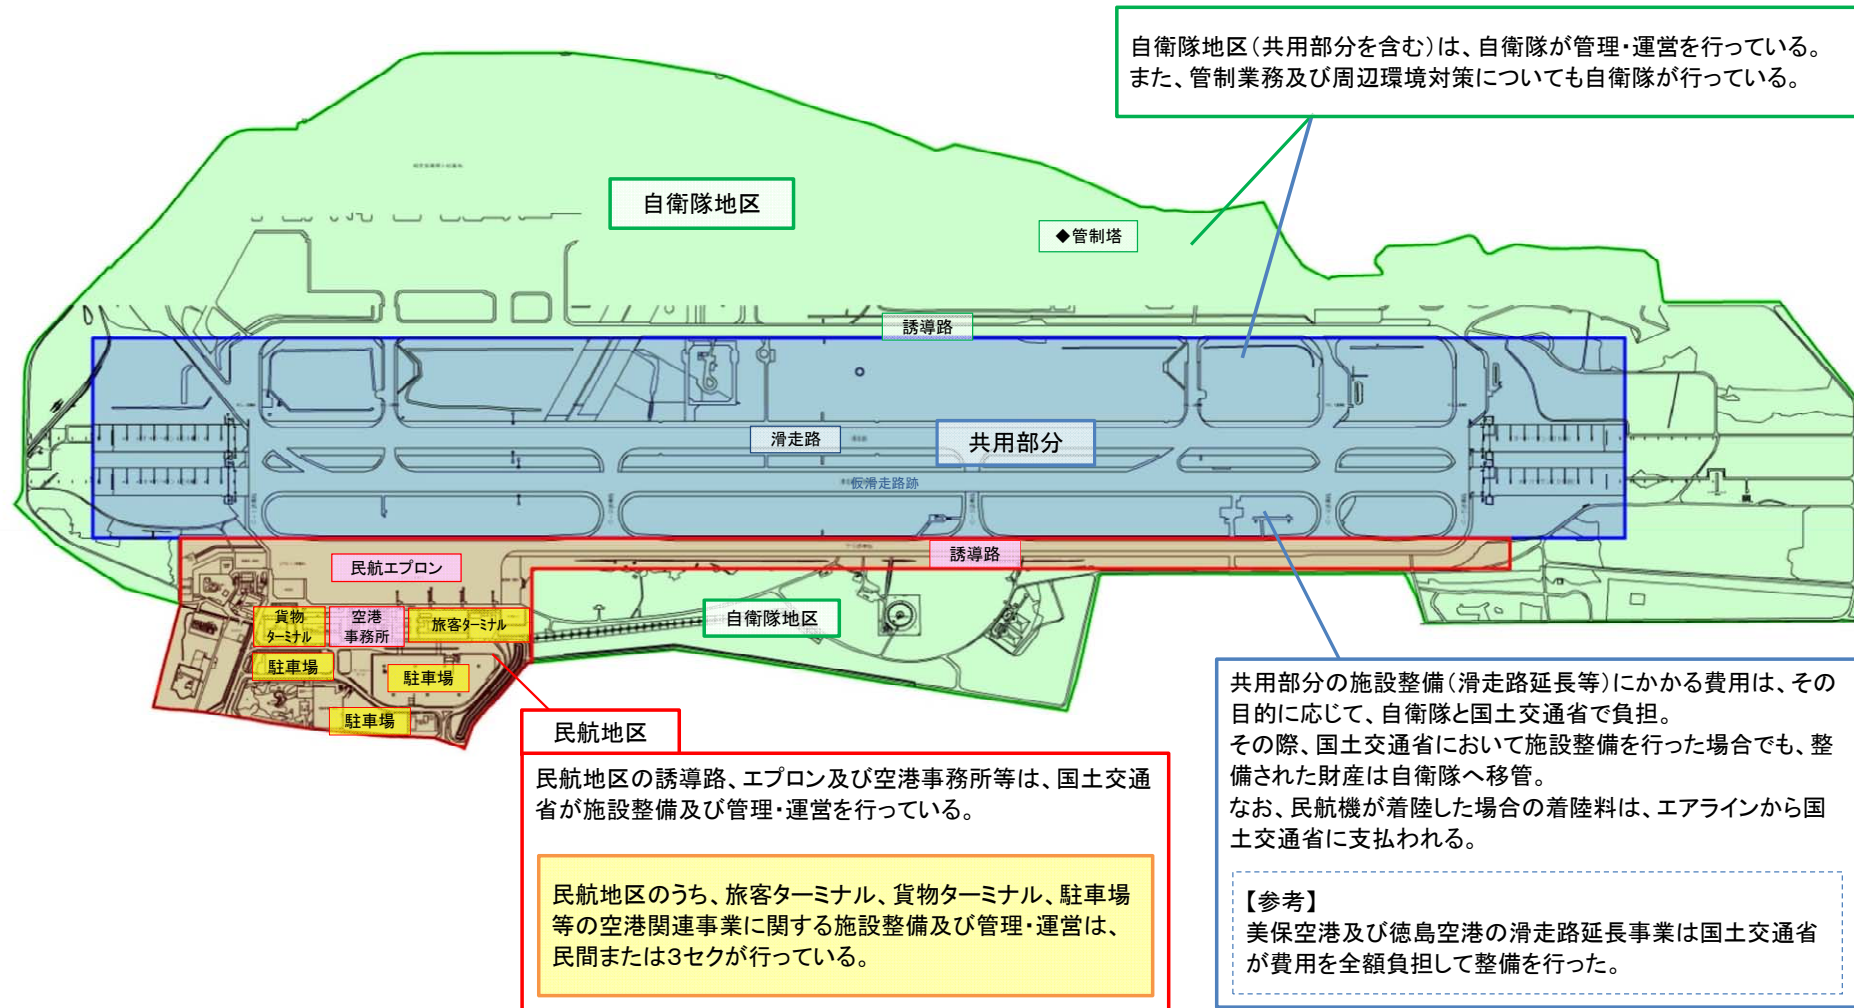 自衛隊地区(共用部分を含む)は、自衛隊が管理・運営を行っている。
また、管制業務及び周辺環境対策についても自衛隊が行っている。
自衛隊地区
◆管制塔
誘導路
滑走路
共用部分
仮滑走路跡
誘導路
民航エプロン
貨物
ターミナル
空港
事務所
旅客ターミナル
自衛隊地区
駐車場
駐車場
駐車場
民航地区
民航地区の誘導路、エプロン及び空港事務所等は、国土交通
省が施設整備及び管理・運営を行っている。
民航地区のうち、旅客ターミナル、貨物ターミナル、駐車場
等の空港関連事業に関する施設整備及び管理・運営は、
民間または3セクが行っている。
共用部分の施設整備(滑走路延長等)にかかる費用は、その
目的に応じて、自衛隊と国土交通省で負担。
その際、国土交通省において施設整備を行った場合でも、整
備された財産は自衛隊へ移管。
なお、民航機が着陸した場合の着陸料は、エアラインから国
土交通省に支払われる。
【参考】
美保空港及び徳島空港の滑走路延長事業は国土交通省
が費用を全額負担して整備を行った。